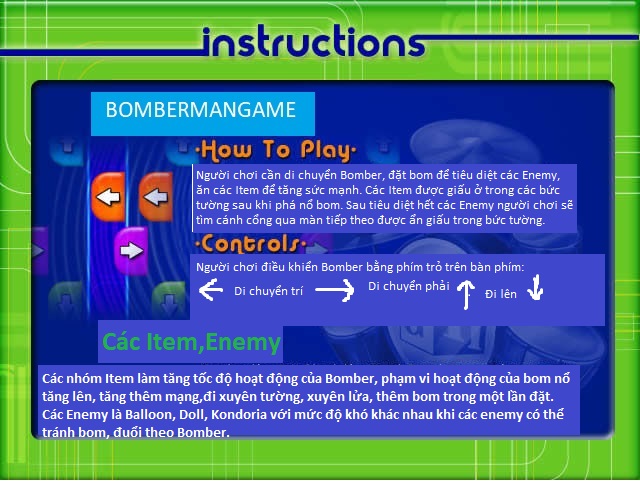 instructions
BOMBERMANGAME
·How To Play·
Người chơi cần di chuyển Bomber, đặt bom để tiêu diệt các Enemy,
ăn các Item để tăng sức mạnh. Các Item được giấu ở trong các bức
tường sau khi phá nổ bom. Sau tiêu diệt hết các Enemy người chơi sẽ
tìm cánh cổng qua màn tiếp theo được ẩn giấu trong bức tường.
·Controls·
Người chơi điều khiển Bomber bằng phím trỏ trên bàn phím:
Di chuyển trí Di chuyển phải Đi lên
Các Item,Enemy
Các nhóm Item làm tăng tốc độ hoạt động của Bomber, phạm vi hoạt động của bom nổ
tăng lên, tăng thêm mạng,đi xuyên tường, xuyên lửa, thêm bom trong một lần đặt.
Các Enemy là Balloon, Doll, Kondoria với mức độ khó khác nhau khi các enemy có thể
tránh bom, đuổi theo Bomber.